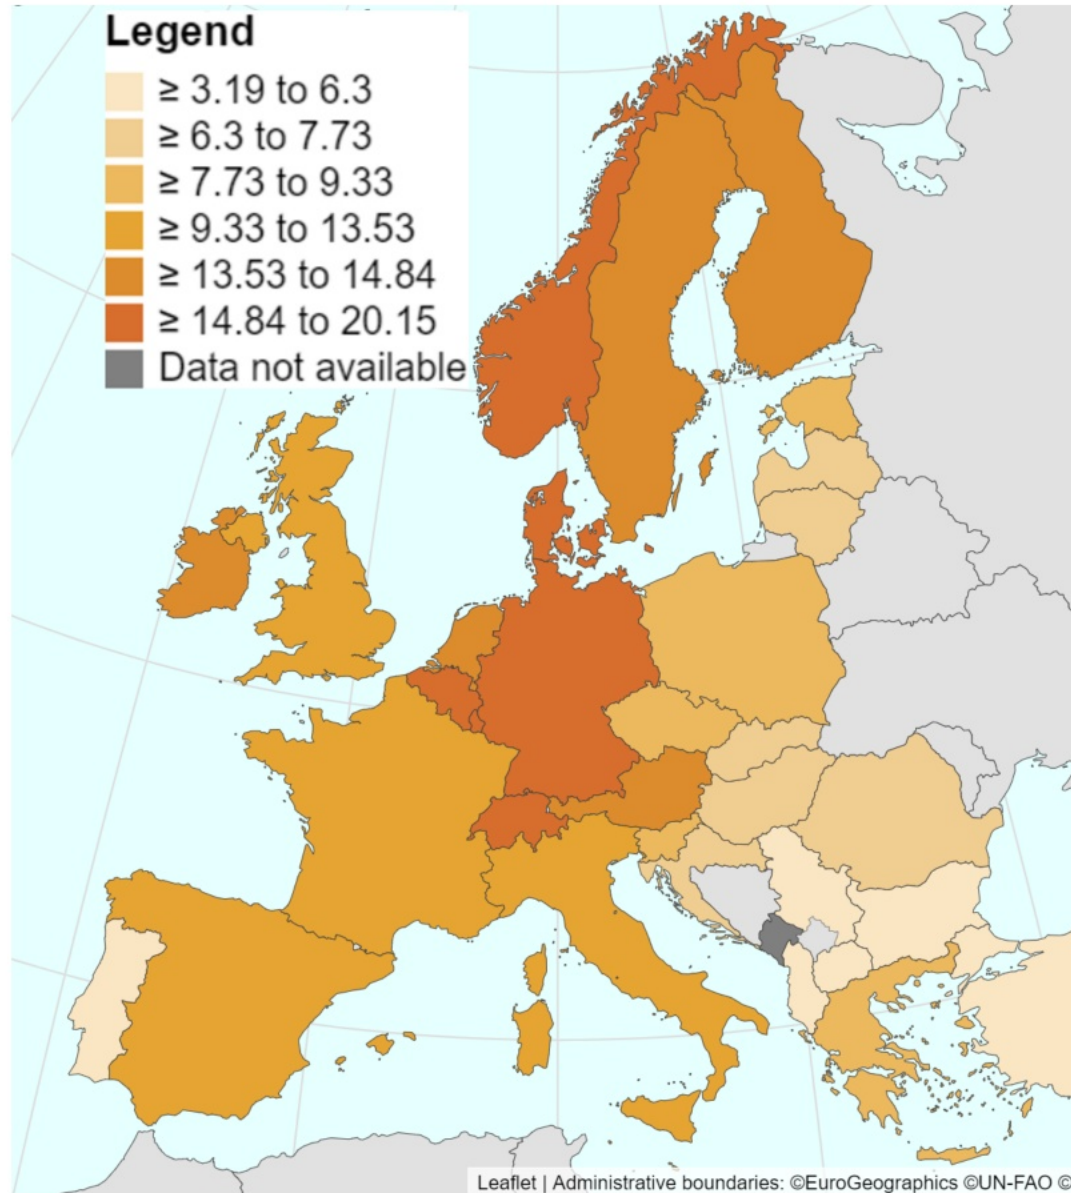 Legend
≥ 3.19 to 6.3
≥ 6.3 to 7.73
≥ 7.73 to 9.33
≥ 9.33 to 13.53
≥ 13.53 to 14.84
≥ 14.84 to 20.15
Data not available
Leaflet | Administrative boundaries: ©EuroGeographics ©UN-FAO ©